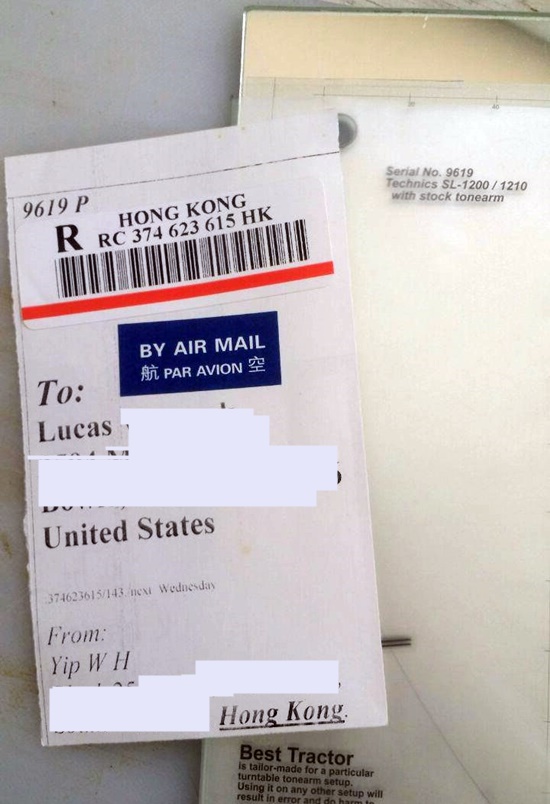 9619 P
HONG KONG
R RC 374 623 615 HK
BY AIR MAIL
航 PAR AVION 空
To:
Lucas
United States
374623615/143 /next Wednesday
From:
Yip W H
Hong Kong.
30
40
Serial No. 9619
Technics SL-1200 / 1210
with stock tonearm
Best Tractor
is tailor-made for a particular
turntable tonearm setup.
Using it on any other setup will
result in error and do harm